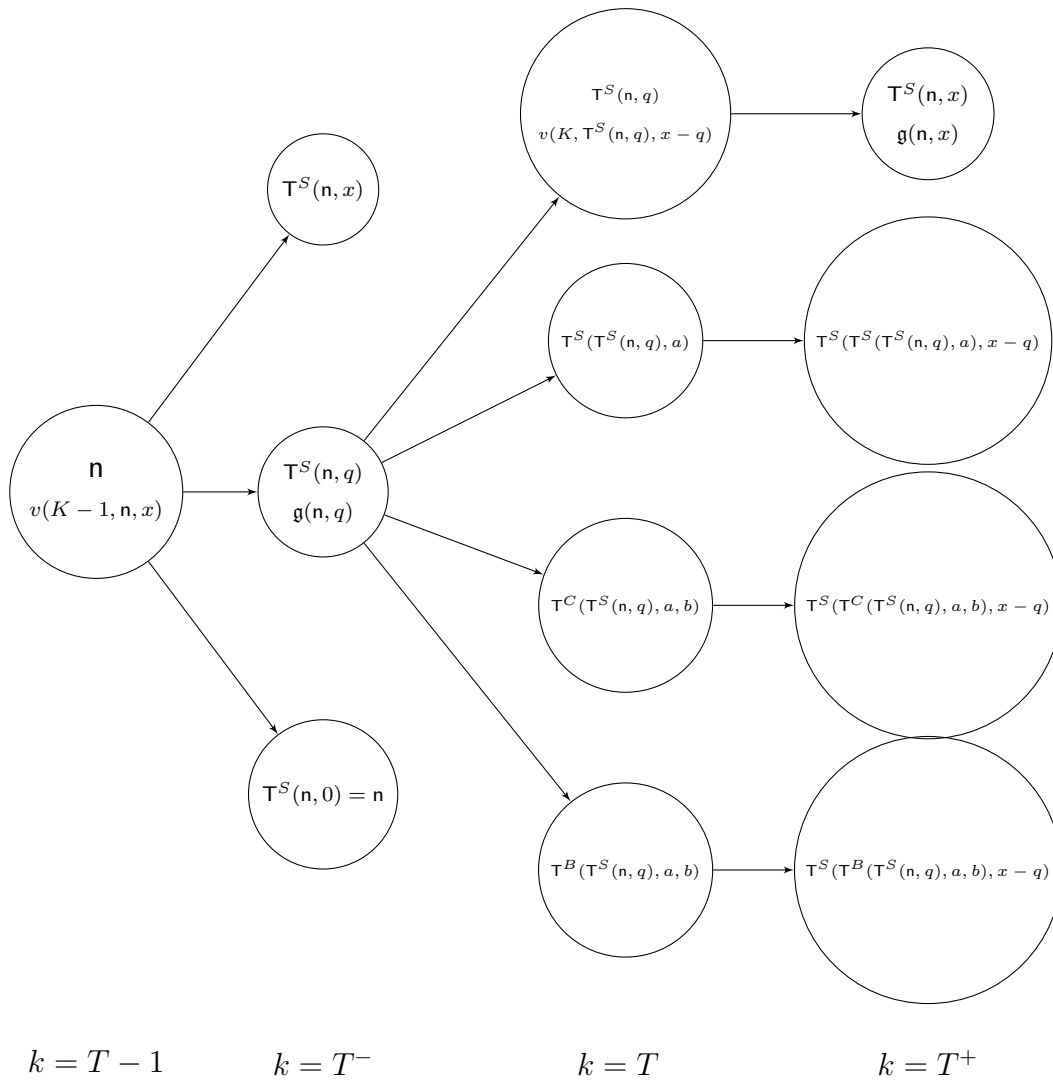 𝗇
v(K − 1, 𝗇, x)
T^S(𝗇, x)
T^S(𝗇, q)
𝔤(𝗇, q)
T^S(𝗇, 0) = 𝗇
T^S(𝗇, q)
v(K, T^S(𝗇, q), x − q)
T^S(T^S(𝗇, q), a)
T^C(T^S(𝗇, q), a, b)
T^B(T^S(𝗇, q), a, b)
T^S(𝗇, x)
𝔤(𝗇, x)
T^S(T^S(T^S(𝗇, q), a), x − q)
T^S(T^C(T^S(𝗇, q), a, b), x − q)
T^S(T^B(T^S(𝗇, q), a, b), x − q)
k = T − 1
k = T^−
k = T
k = T^+